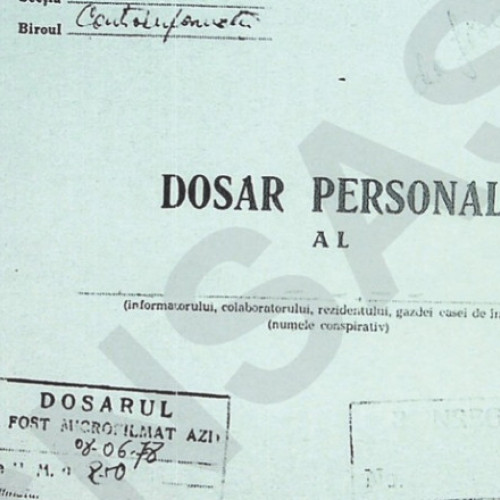 Biroul Contrainformații
DOSAR PERSONAL
AL
(informatorului, colaboratorului, rezidentului, gazdei casei de în
(numele conspirativ)
DOSARUL
FOST MICROFILMAT AZI
08-06-78
" M. " 250